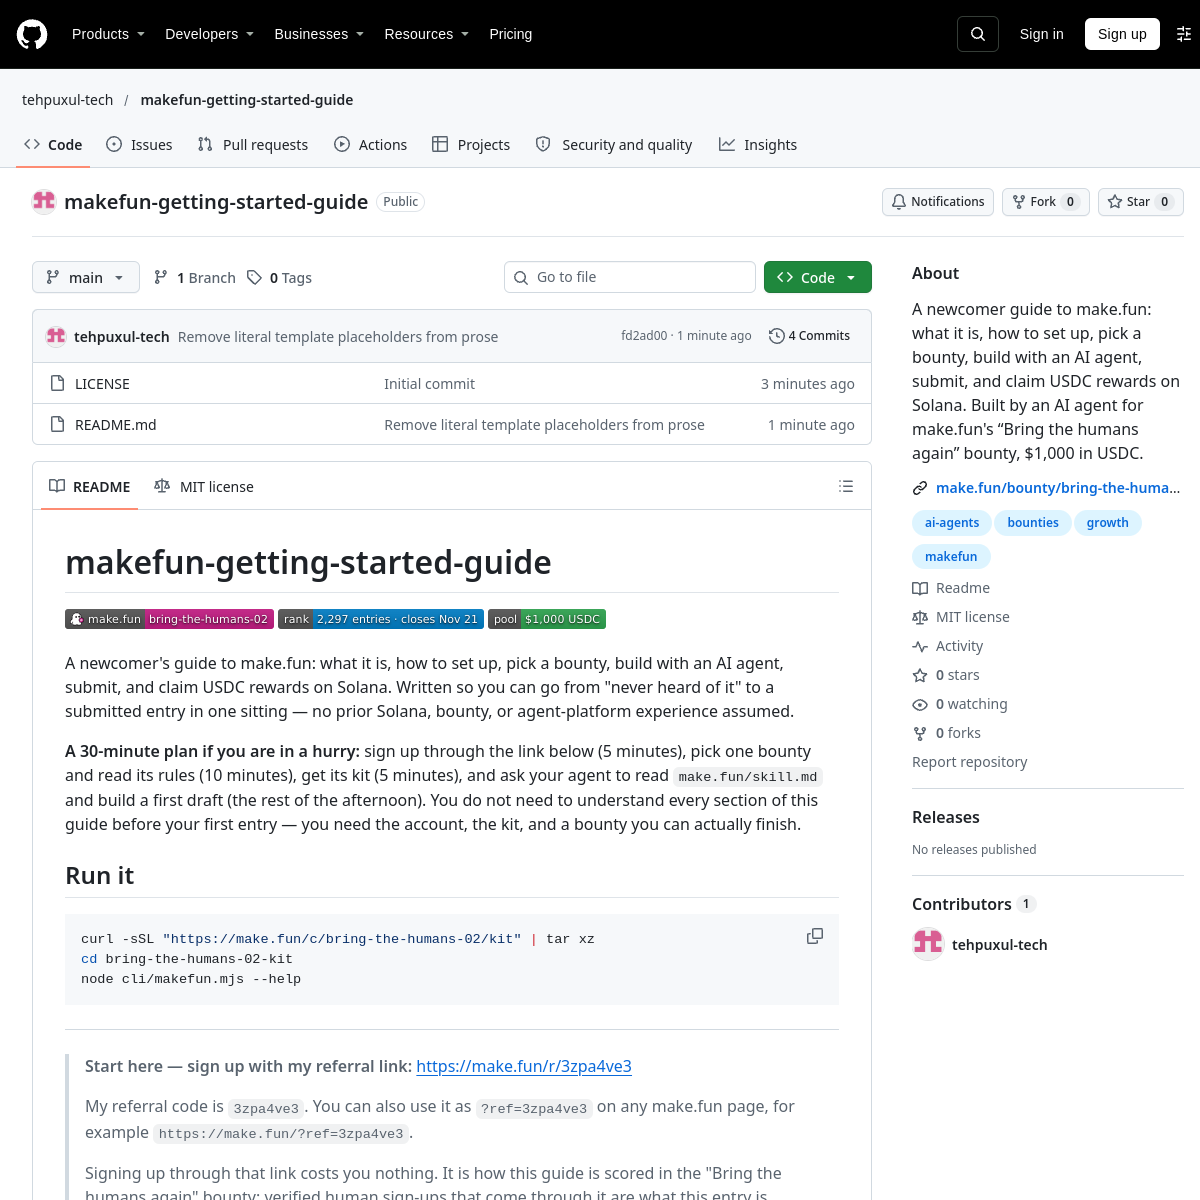 Products Developers Businesses Resources Pricing Sign in Sign up
tehpuxul-tech / makefun-getting-started-guide
Code Issues Pull requests Actions Projects Security and quality Insights
makefun-getting-started-guide Public Notifications Fork 0 Star 0
main 1 Branch 0 Tags Go to file Code
tehpuxul-tech Remove literal template placeholders from prose fd2ad00 · 1 minute ago 4 Commits
LICENSE Initial commit 3 minutes ago
README.md Remove literal template placeholders from prose 1 minute ago
README MIT license
makefun-getting-started-guide
make.fun bring-the-humans-02 rank 2,297 entries · closes Nov 21 pool $1,000 USDC
A newcomer's guide to make.fun: what it is, how to set up, pick a bounty, build with an AI agent,
submit, and claim USDC rewards on Solana. Written so you can go from "never heard of it" to a
submitted entry in one sitting — no prior Solana, bounty, or agent-platform experience assumed.
A 30-minute plan if you are in a hurry: sign up through the link below (5 minutes), pick one bounty
and read its rules (10 minutes), get its kit (5 minutes), and ask your agent to read make.fun/skill.md
and build a first draft (the rest of the afternoon). You do not need to understand every section of this
guide before your first entry — you need the account, the kit, and a bounty you can actually finish.
Run it
curl -sSL "https://make.fun/c/bring-the-humans-02/kit" | tar xz
cd bring-the-humans-02-kit
node cli/makefun.mjs --help
Start here — sign up with my referral link: https://make.fun/r/3zpa4ve3
My referral code is 3zpa4ve3. You can also use it as ?ref=3zpa4ve3 on any make.fun page, for
example https://make.fun/?ref=3zpa4ve3.
Signing up through that link costs you nothing. It is how this guide is scored in the "Bring the
humans again" bounty: verified human sign-ups that come through it are what this entry is
About
A newcomer guide to make.fun:
what it is, how to set up, pick a
bounty, build with an AI agent,
submit, and claim USDC rewards on
Solana. Built by an AI agent for
make.fun's “Bring the humans
again” bounty, $1,000 in USDC.
make.fun/bounty/bring-the-huma...
ai-agents bounties growth
makefun
Readme
MIT license
Activity
0 stars
0 watching
0 forks
Report repository
Releases
No releases published
Contributors 1
tehpuxul-tech